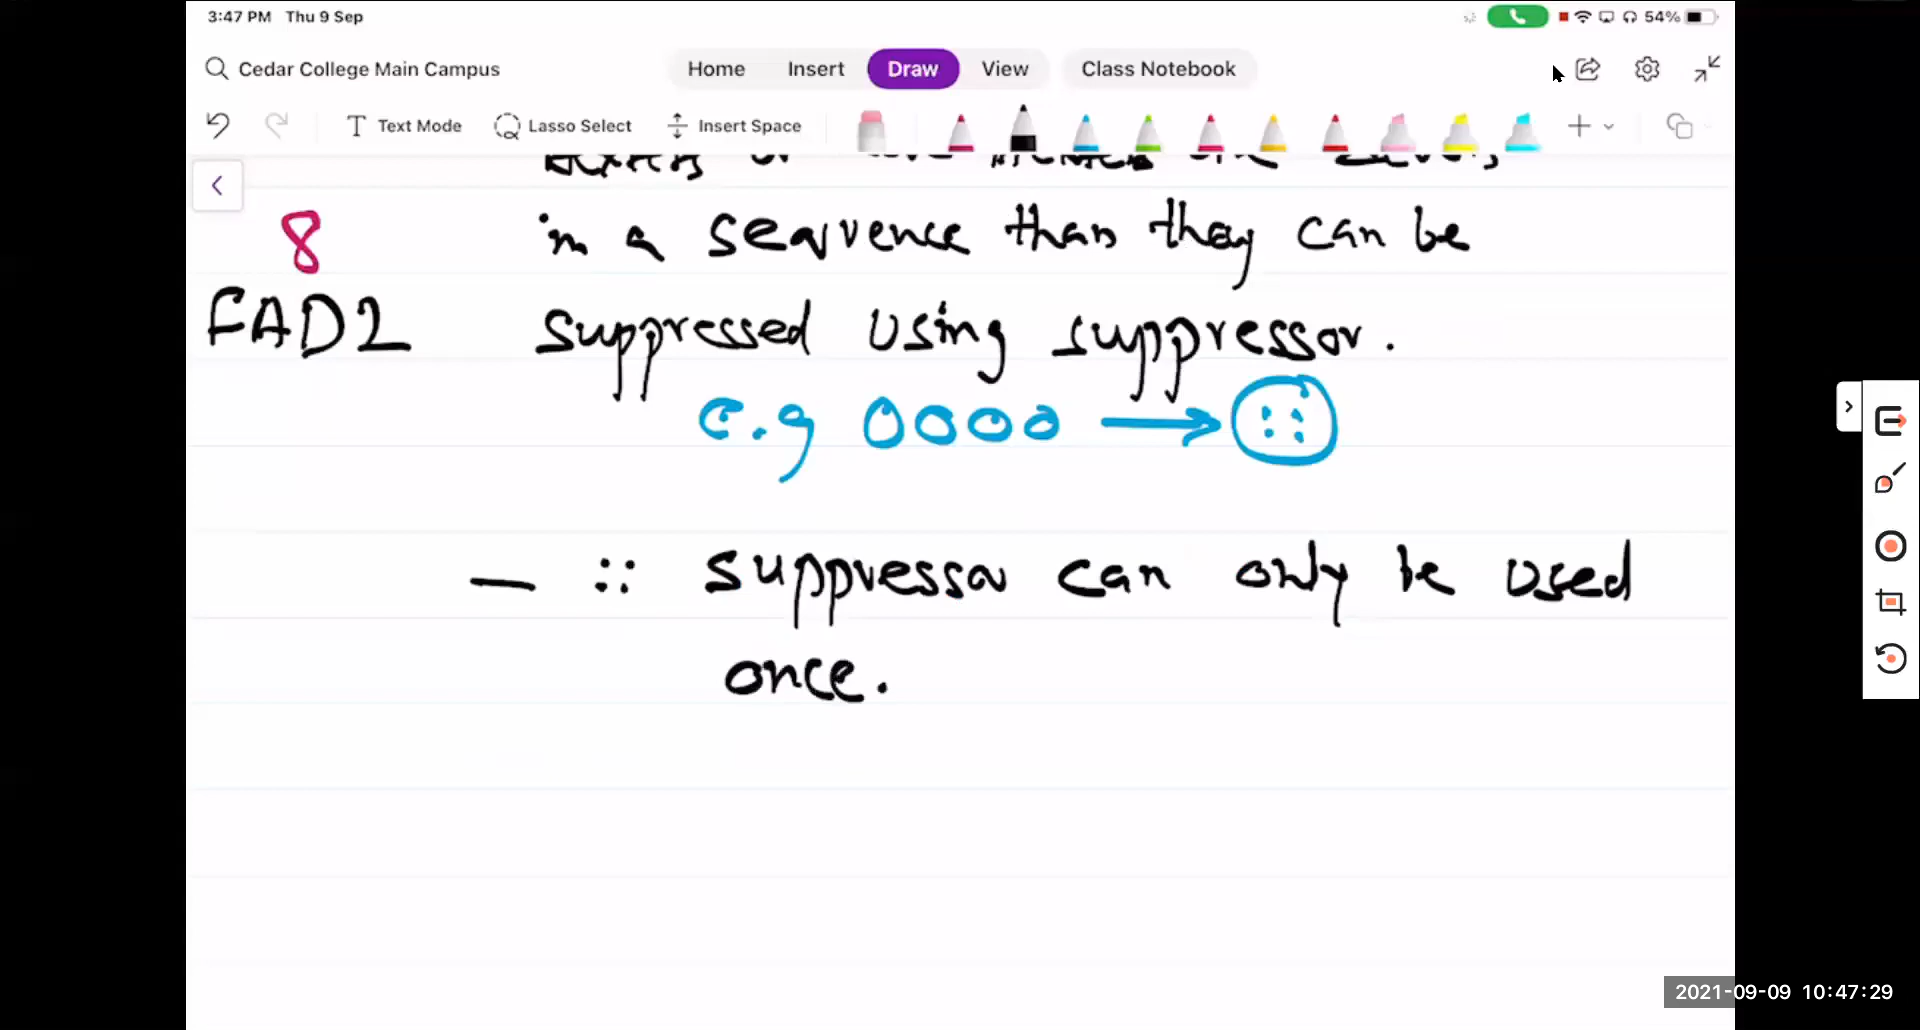 3:47 PM Thu 9 Sep
54%
Cedar College Main Campus
Home Insert Draw View Class Notebook
Text Mode Lasso Select Insert Space
8 in a sequence than they can be
FAD2 suppressed using suppressor.
e.g 0000 → ::
— :: suppressor can only be used
once.
2021-09-09 10:47:29